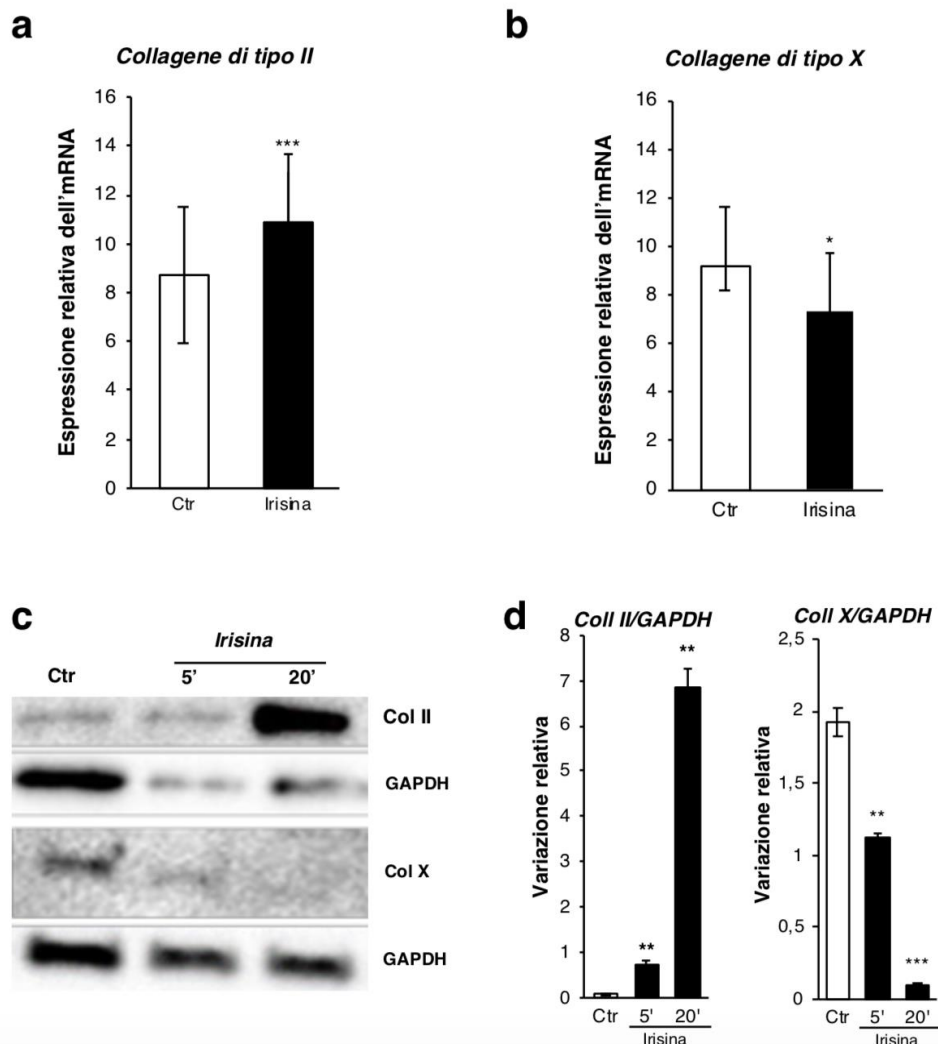 a
Collagene di tipo II
Espressione relativa dell'mRNA
16
14
12
10
8
6
4
2
0
***
Ctr
Irisina
b
Collagene di tipo X
Espressione relativa dell'mRNA
16
14
12
10
8
6
4
2
0
*
Ctr
Irisina
c
Irisina
Ctr
5'
20'
Col II
GAPDH
Col X
GAPDH
d
Coll II/GAPDH
Variazione relativa
8
7
6
5
4
3
2
1
0
**
**
Ctr
5'
20'
Irisina
Coll X/GAPDH
Variazione relativa
2,5
2
1,5
1
0,5
0
**
***
Ctr
5'
20'
Irisina